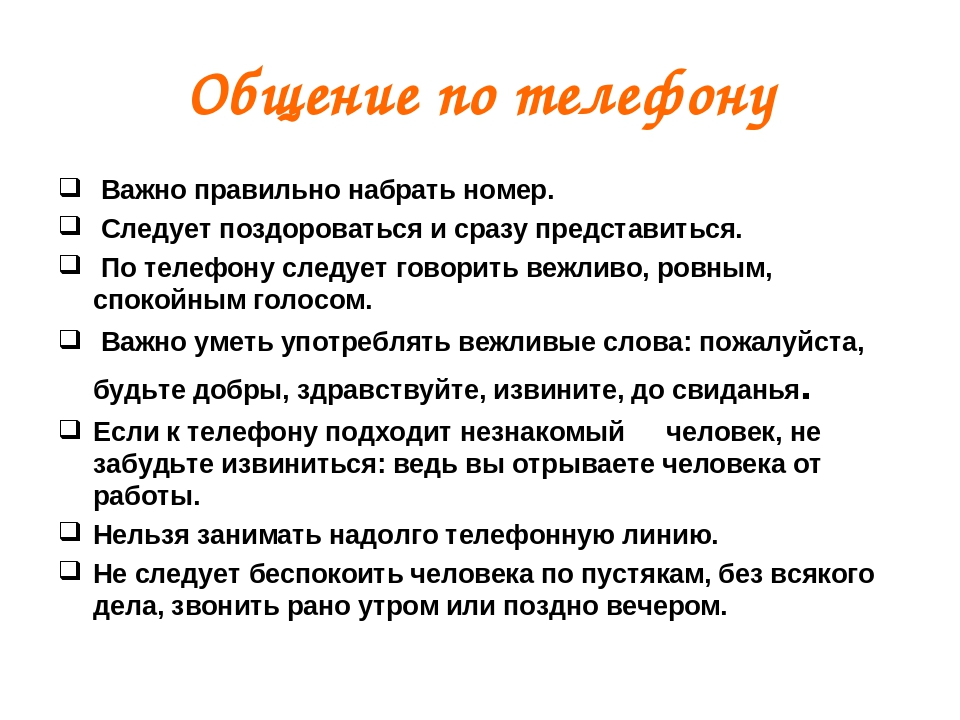 Общение по телефону
Важно правильно набрать номер.
Следует поздороваться и сразу представиться.
По телефону следует говорить вежливо, ровным,
спокойным голосом.
Важно уметь употреблять вежливые слова: пожалуйста,
будьте добры, здравствуйте, извините, до свиданья.
Если к телефону подходит незнакомый человек, не
забудьте извиниться: ведь вы отрываете человека от
работы.
Нельзя занимать надолго телефонную линию.
Не следует беспокоить человека по пустякам, без всякого
дела, звонить рано утром или поздно вечером.